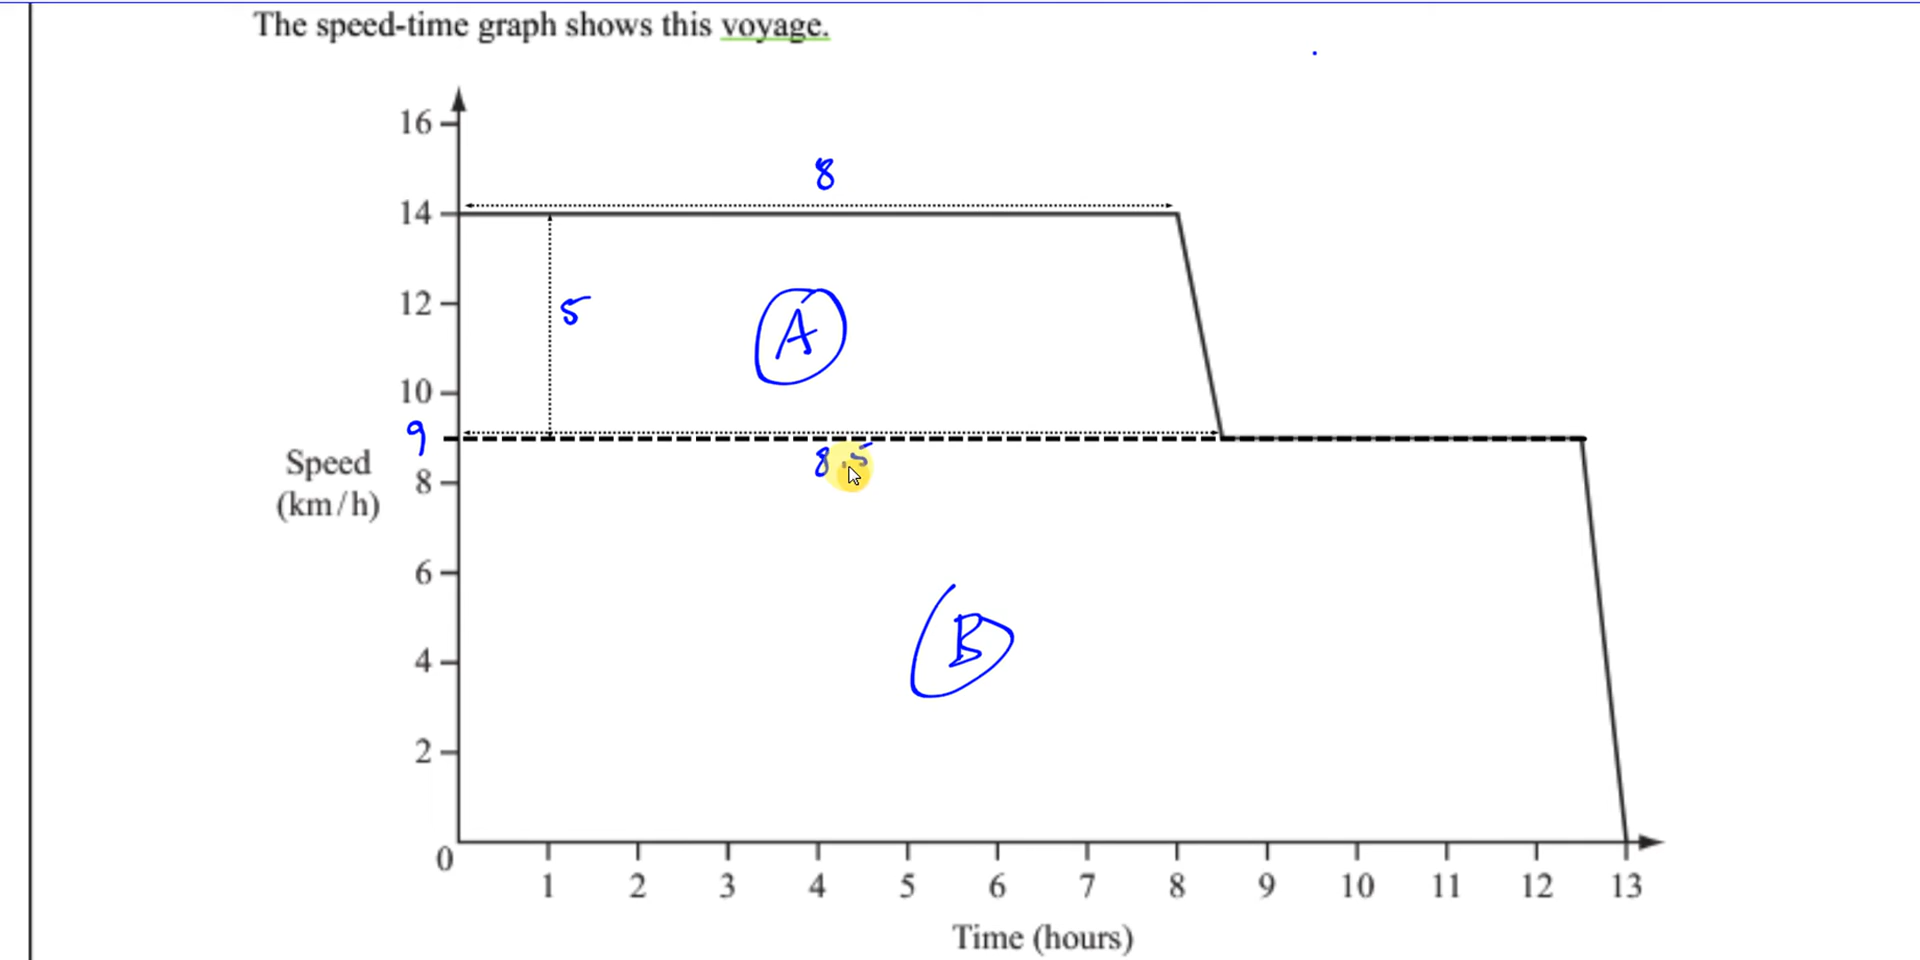 The speed-time graph shows this voyage.
16
8
14
12
5
A
10
9
8.5
Speed
(km/h)
8
6
B
4
2
0
1 2 3 4 5 6 7 8 9 10 11 12 13
Time (hours)